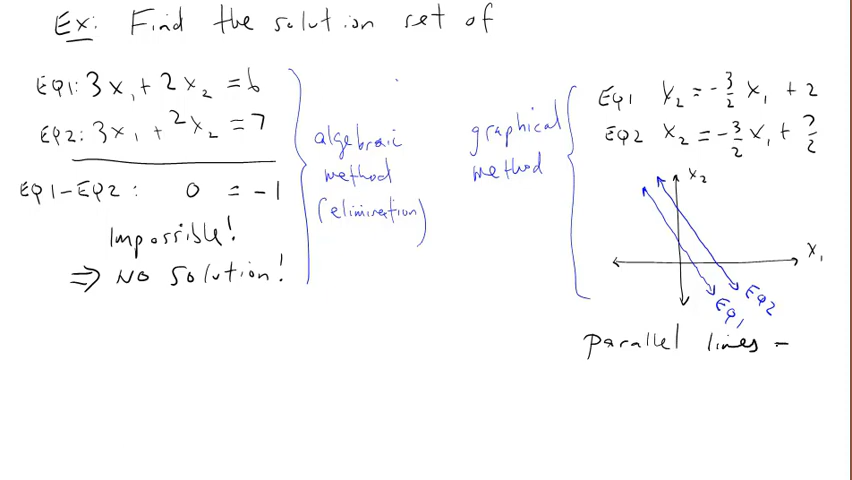 Ex: Find the solution set of
EQ1: 3x₁ + 2x₂ = 6
EQ2: 3x₁ + 2x₂ = 7
EQ1-EQ2: 0 = -1
Impossible!
⇒ NO Solution!
algebraic
method
(elimination)
graphical
method
EQ1 x₂ = -3/2 x₁ + 2
EQ2 x₂ = -3/2 x₁ + 7/2
x₂
x₁
EQ2
EQ1
parallel lines -